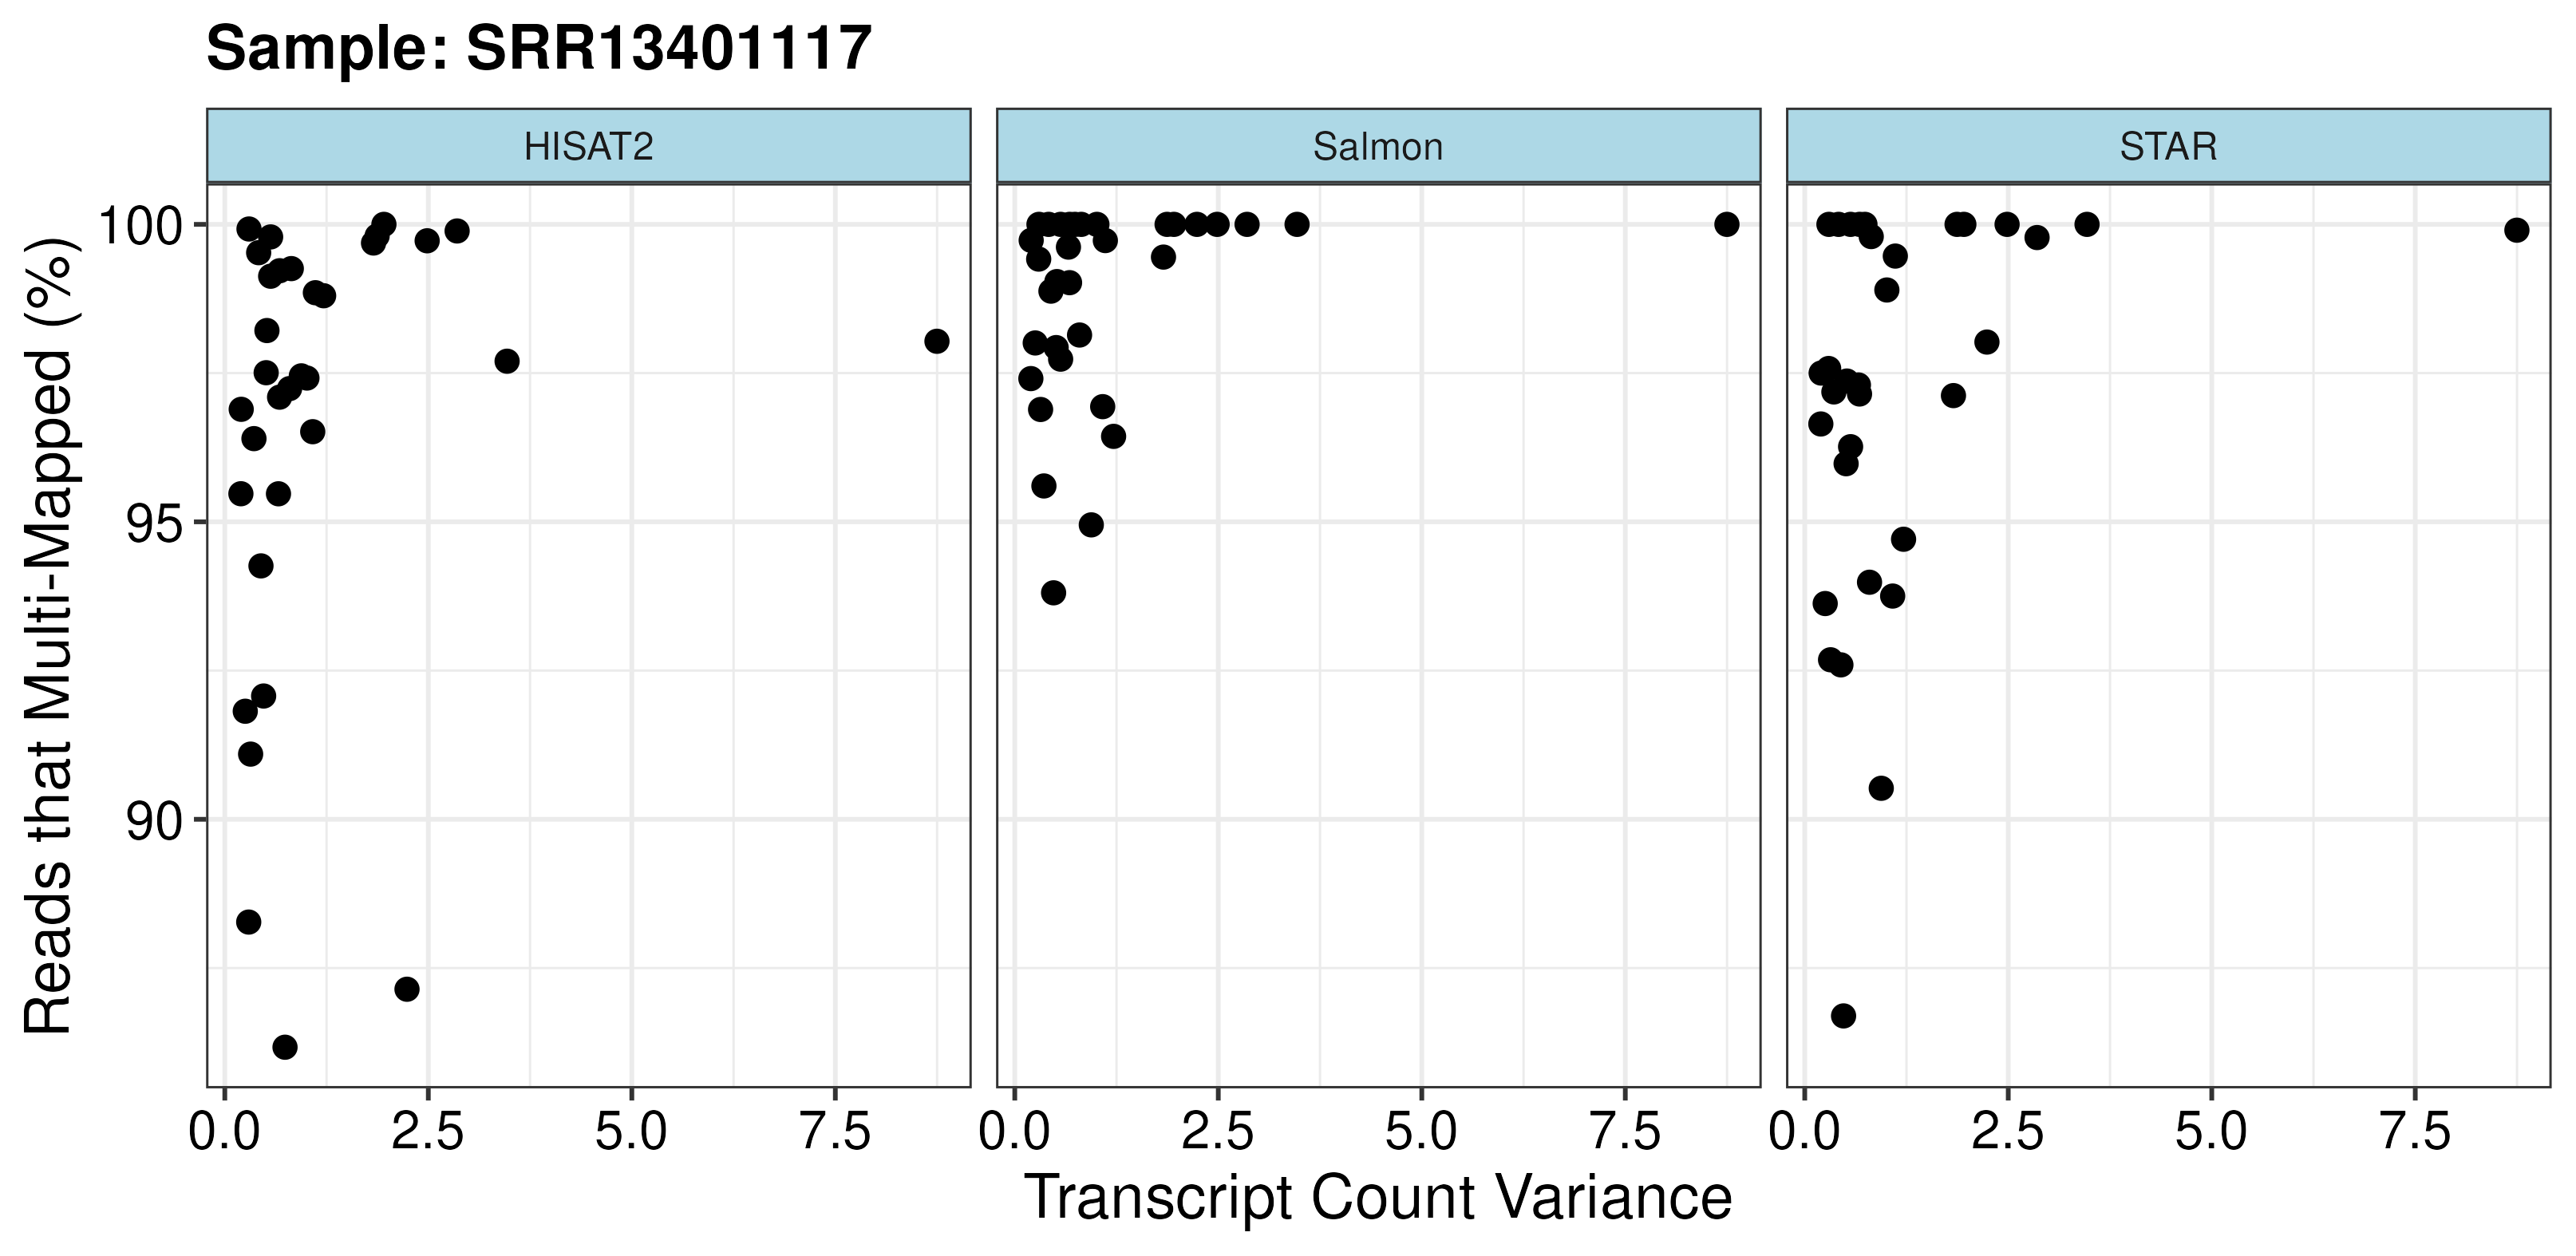 Sample: SRR13401117
HISAT2
Salmon
STAR
Reads that Multi-Mapped (%)
100
95
90
0.0 2.5 5.0 7.5
0.0 2.5 5.0 7.5
0.0 2.5 5.0 7.5
Transcript Count Variance